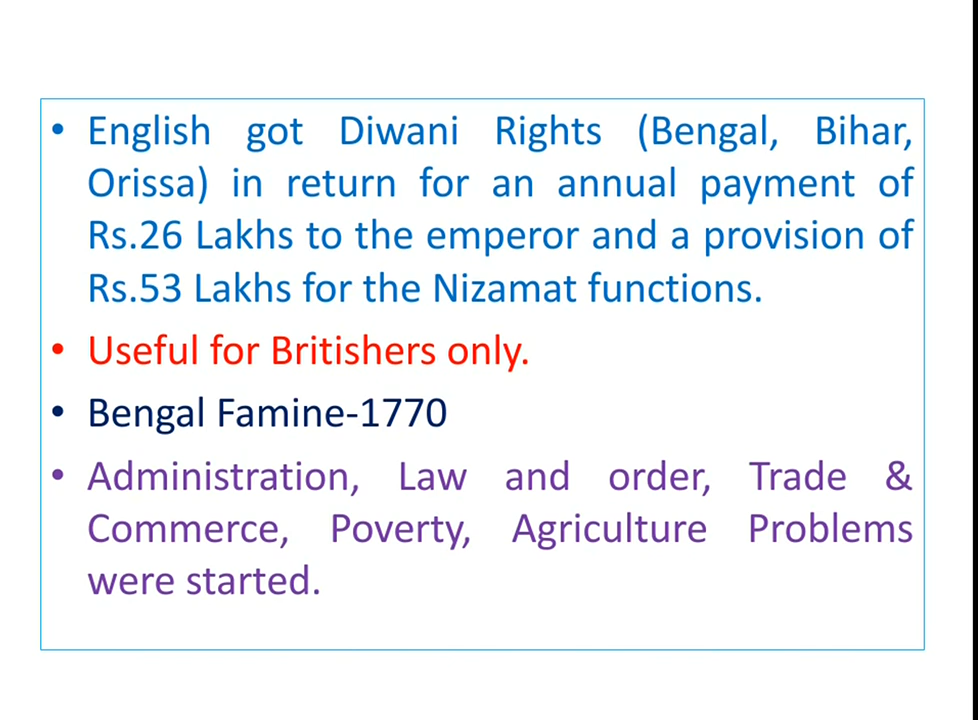 • English got Diwani Rights (Bengal, Bihar,
Orissa) in return for an annual payment of
Rs.26 Lakhs to the emperor and a provision of
Rs.53 Lakhs for the Nizamat functions.
• Useful for Britishers only.
• Bengal Famine-1770
• Administration, Law and order, Trade &
Commerce, Poverty, Agriculture Problems
were started.